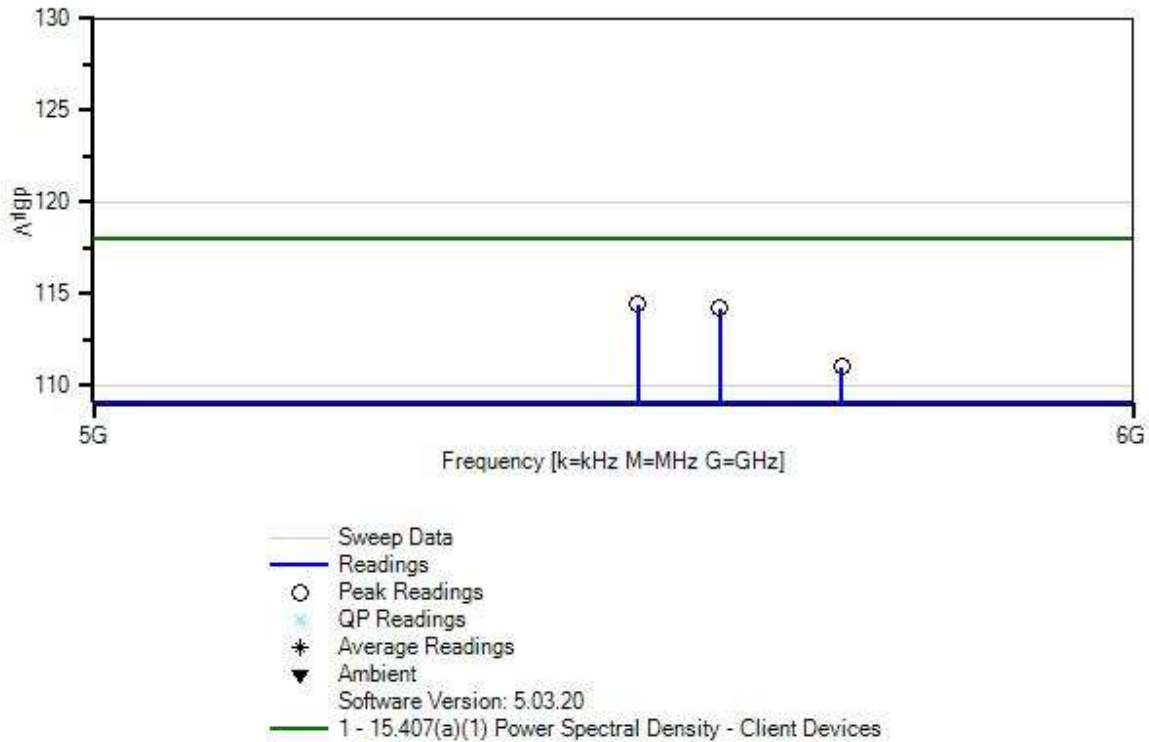 130
125
120
115
110
dBµV
5G
6G
Frequency [k=kHz M=MHz G=GHz]
Sweep Data
Readings
Peak Readings
QP Readings
Average Readings
Ambient
Software Version: 5.03.20
1 - 15.407(a)(1) Power Spectral Density - Client Devices